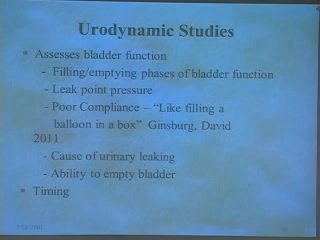 Urodynamic Studies
• Assesses bladder function
- Filling/emptying phases of bladder function
- Leak point pressure
- Poor Compliance – “Like filling a
balloon in a box” Ginsburg, David
2011
- Cause of urinary leaking
- Ability to empty bladder
• Timing